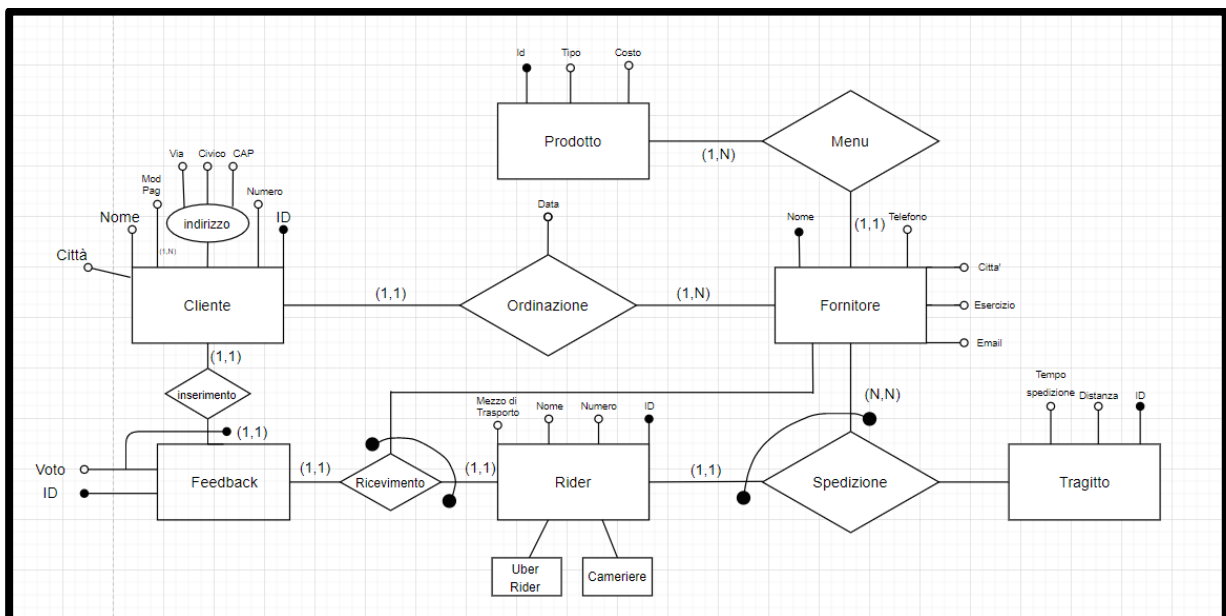 Id
Tipo
Costo
Prodotto
(1,N)
Menu
Via
Civico
CAP
Mod
Pag
Nome
indirizzo
Numero
ID
(1,N)
Città
Cliente
(1,1)
Data
Ordinazione
(1,N)
Nome
(1,1)
Telefono
Citta'
Fornitore
Esercizio
Email
(1,1)
inserimento
(1,1)
Voto
ID
Feedback
(1,1)
Ricevimento
(1,1)
Mezzo di
Trasporto
Nome
Numero
ID
Rider
(1,1)
(N,N)
Spedizione
Tempo
spedizione
Distanza
ID
Tragitto
Uber
Rider
Cameriere